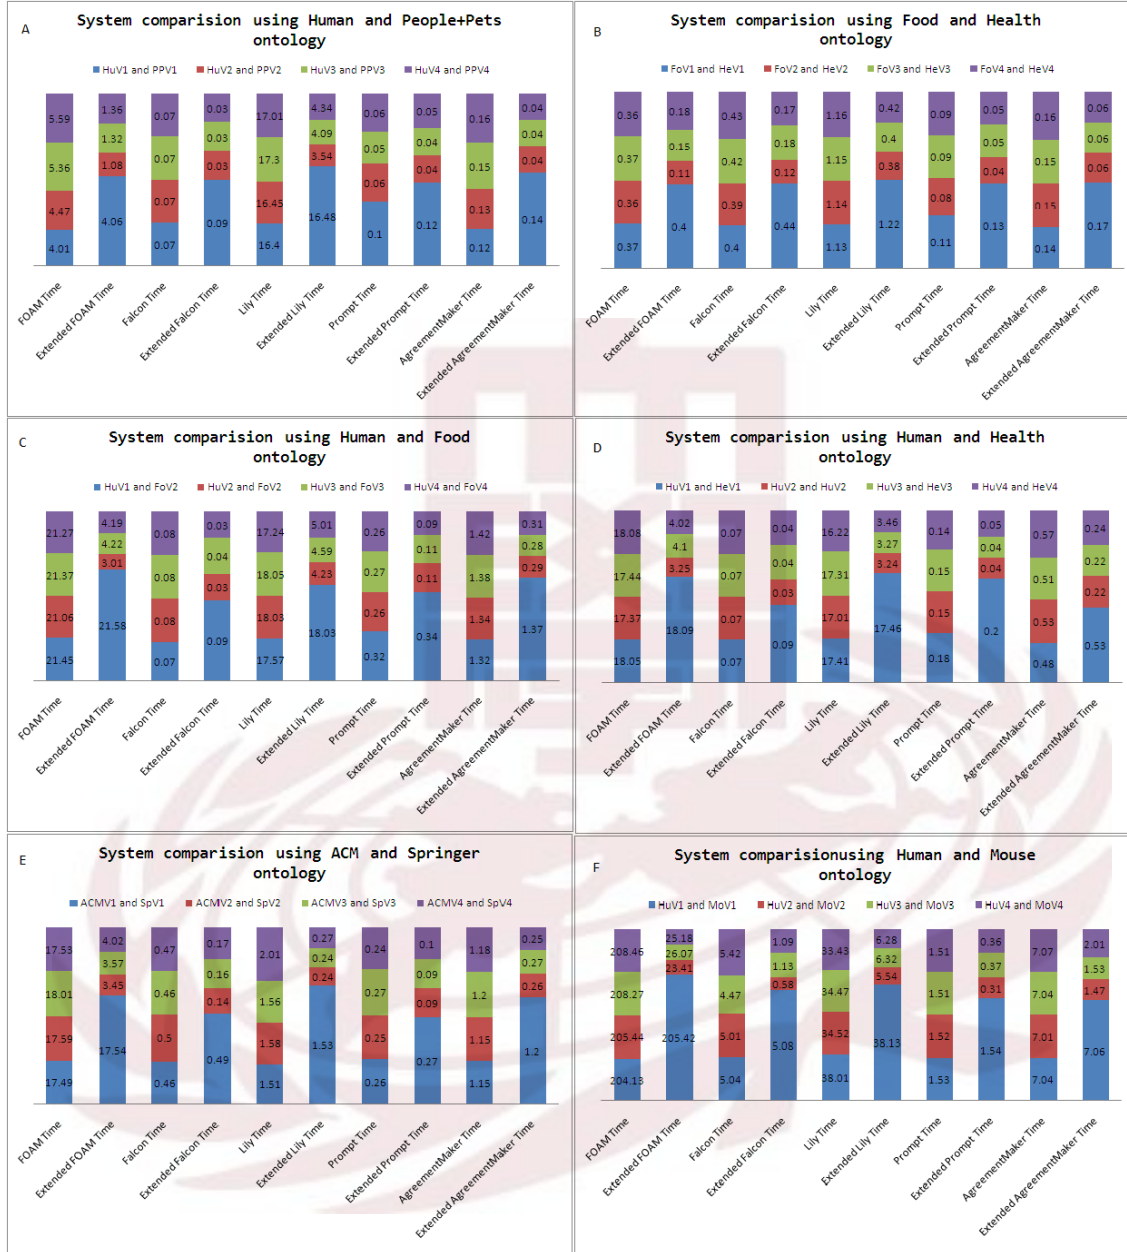 A
System comparision using Human and People+Pets
ontology
HuV1 and PPV1 HuV2 and PPV2 HuV3 and PPV3 HuV4 and PPV4
5.59 1.36 0.07 0.03 17.01 4.34 0.06 0.05 0.16 0.04
5.36 1.32 0.07 0.03 17.3 4.09 0.05 0.04 0.15 0.04
4.47 1.08 0.07 0.03 16.45 3.54 0.06 0.04 0.13 0.04
4.01 4.06 0.07 0.09 16.4 16.48 0.1 0.12 0.12 0.14
FOAM Time
Extended FOAM Time
Falcon Time
Extended Falcon Time
Lily Time
Extended Lily Time
Prompt Time
Extended Prompt Time
AgreementMaker Time
Extended AgreementMaker Time
B
System comparision using Food and Health
ontology
FoV1 and HeV1 FoV2 and HeV2 FoV3 and HeV3 FoV4 and HeV4
0.36 0.18 0.43 0.17 1.16 0.42 0.09 0.05 0.16 0.06
0.37 0.15 0.42 0.18 1.15 0.4 0.09 0.05 0.15 0.06
0.36 0.11 0.39 0.12 1.14 0.38 0.08 0.04 0.15 0.06
0.37 0.4 0.4 0.44 1.13 1.22 0.11 0.13 0.14 0.17
FOAM Time
Extended FOAM Time
Falcon Time
Extended Falcon Time
Lily Time
Extended Lily Time
Prompt Time
Extended Prompt Time
AgreementMaker Time
Extended AgreementMaker Time
C
System comparision using Human and Food
ontology
HuV1 and FoV2 HuV2 and FoV2 HuV3 and FoV3 HuV4 and FoV4
21.27 4.19 0.08 0.03 17.24 5.01 0.26 0.09 1.42 0.31
21.37 4.22 0.08 0.04 18.05 4.59 0.27 0.11 1.38 0.28
21.06 3.01 0.08 0.03 18.03 4.23 0.26 0.11 1.34 0.29
21.45 21.58 0.07 0.09 17.57 18.03 0.32 0.34 1.32 1.37
FOAM Time
Extended FOAM Time
Falcon Time
Extended Falcon Time
Lily Time
Extended Lily Time
Prompt Time
Extended Prompt Time
AgreementMaker Time
Extended AgreementMaker Time
D
System comparision using Human and Health
ontology
HuV1 and HeV1 HuV2 and HuV2 HuV3 and HeV3 HuV4 and HeV4
18.08 4.02 0.07 0.04 16.22 3.46 0.14 0.05 0.57 0.24
17.44 4.1 0.07 0.04 17.31 3.27 0.15 0.04 0.51 0.22
17.37 3.25 0.07 0.03 17.01 3.24 0.15 0.04 0.53 0.22
18.05 18.09 0.07 0.09 17.41 17.46 0.18 0.2 0.48 0.53
FOAM Time
Extended FOAM Time
Falcon Time
Extended Falcon Time
Lily Time
Extended Lily Time
Prompt Time
Extended Prompt Time
AgreementMaker Time
Extended AgreementMaker Time
E
System comparision using ACM and Springer
ontology
ACMV1 and SpV1 ACMV2 and SpV2 ACMV3 and SpV3 ACMV4 and SpV4
17.53 4.02 0.47 0.17 2.01 0.27 0.24 0.1 1.18 0.25
18.01 3.57 0.46 0.16 1.56 0.24 0.27 0.09 1.2 0.27
17.59 3.45 0.5 0.14 1.58 0.24 0.25 0.09 1.15 0.26
17.49 17.54 0.46 0.49 1.51 1.53 0.26 0.27 1.15 1.2
FOAM Time
Extended FOAM Time
Falcon Time
Extended Falcon Time
Lily Time
Extended Lily Time
Prompt Time
Extended Prompt Time
AgreementMaker Time
Extended AgreementMaker Time
F
System comparisionusing Human and Mouse
ontology
HuV1 and MoV1 HuV2 and MoV2 HuV3 and MoV3 HuV4 and MoV4
208.46 25.18 5.42 1.09 33.43 6.28 1.51 0.36 7.07 2.01
208.27 26.07 4.47 1.13 34.47 6.32 1.51 0.37 7.04 1.53
205.44 23.41 5.01 0.58 34.52 5.54 1.52 0.31 7.01 1.47
204.13 205.42 5.04 5.08 38.01 38.13 1.53 1.54 7.04 7.06
FOAM Time
Extended FOAM Time
Falcon Time
Extended Falcon Time
Lily Time
Extended Lily Time
Prompt Time
Extended Prompt Time
AgreementMaker Time
Extended AgreementMaker Time